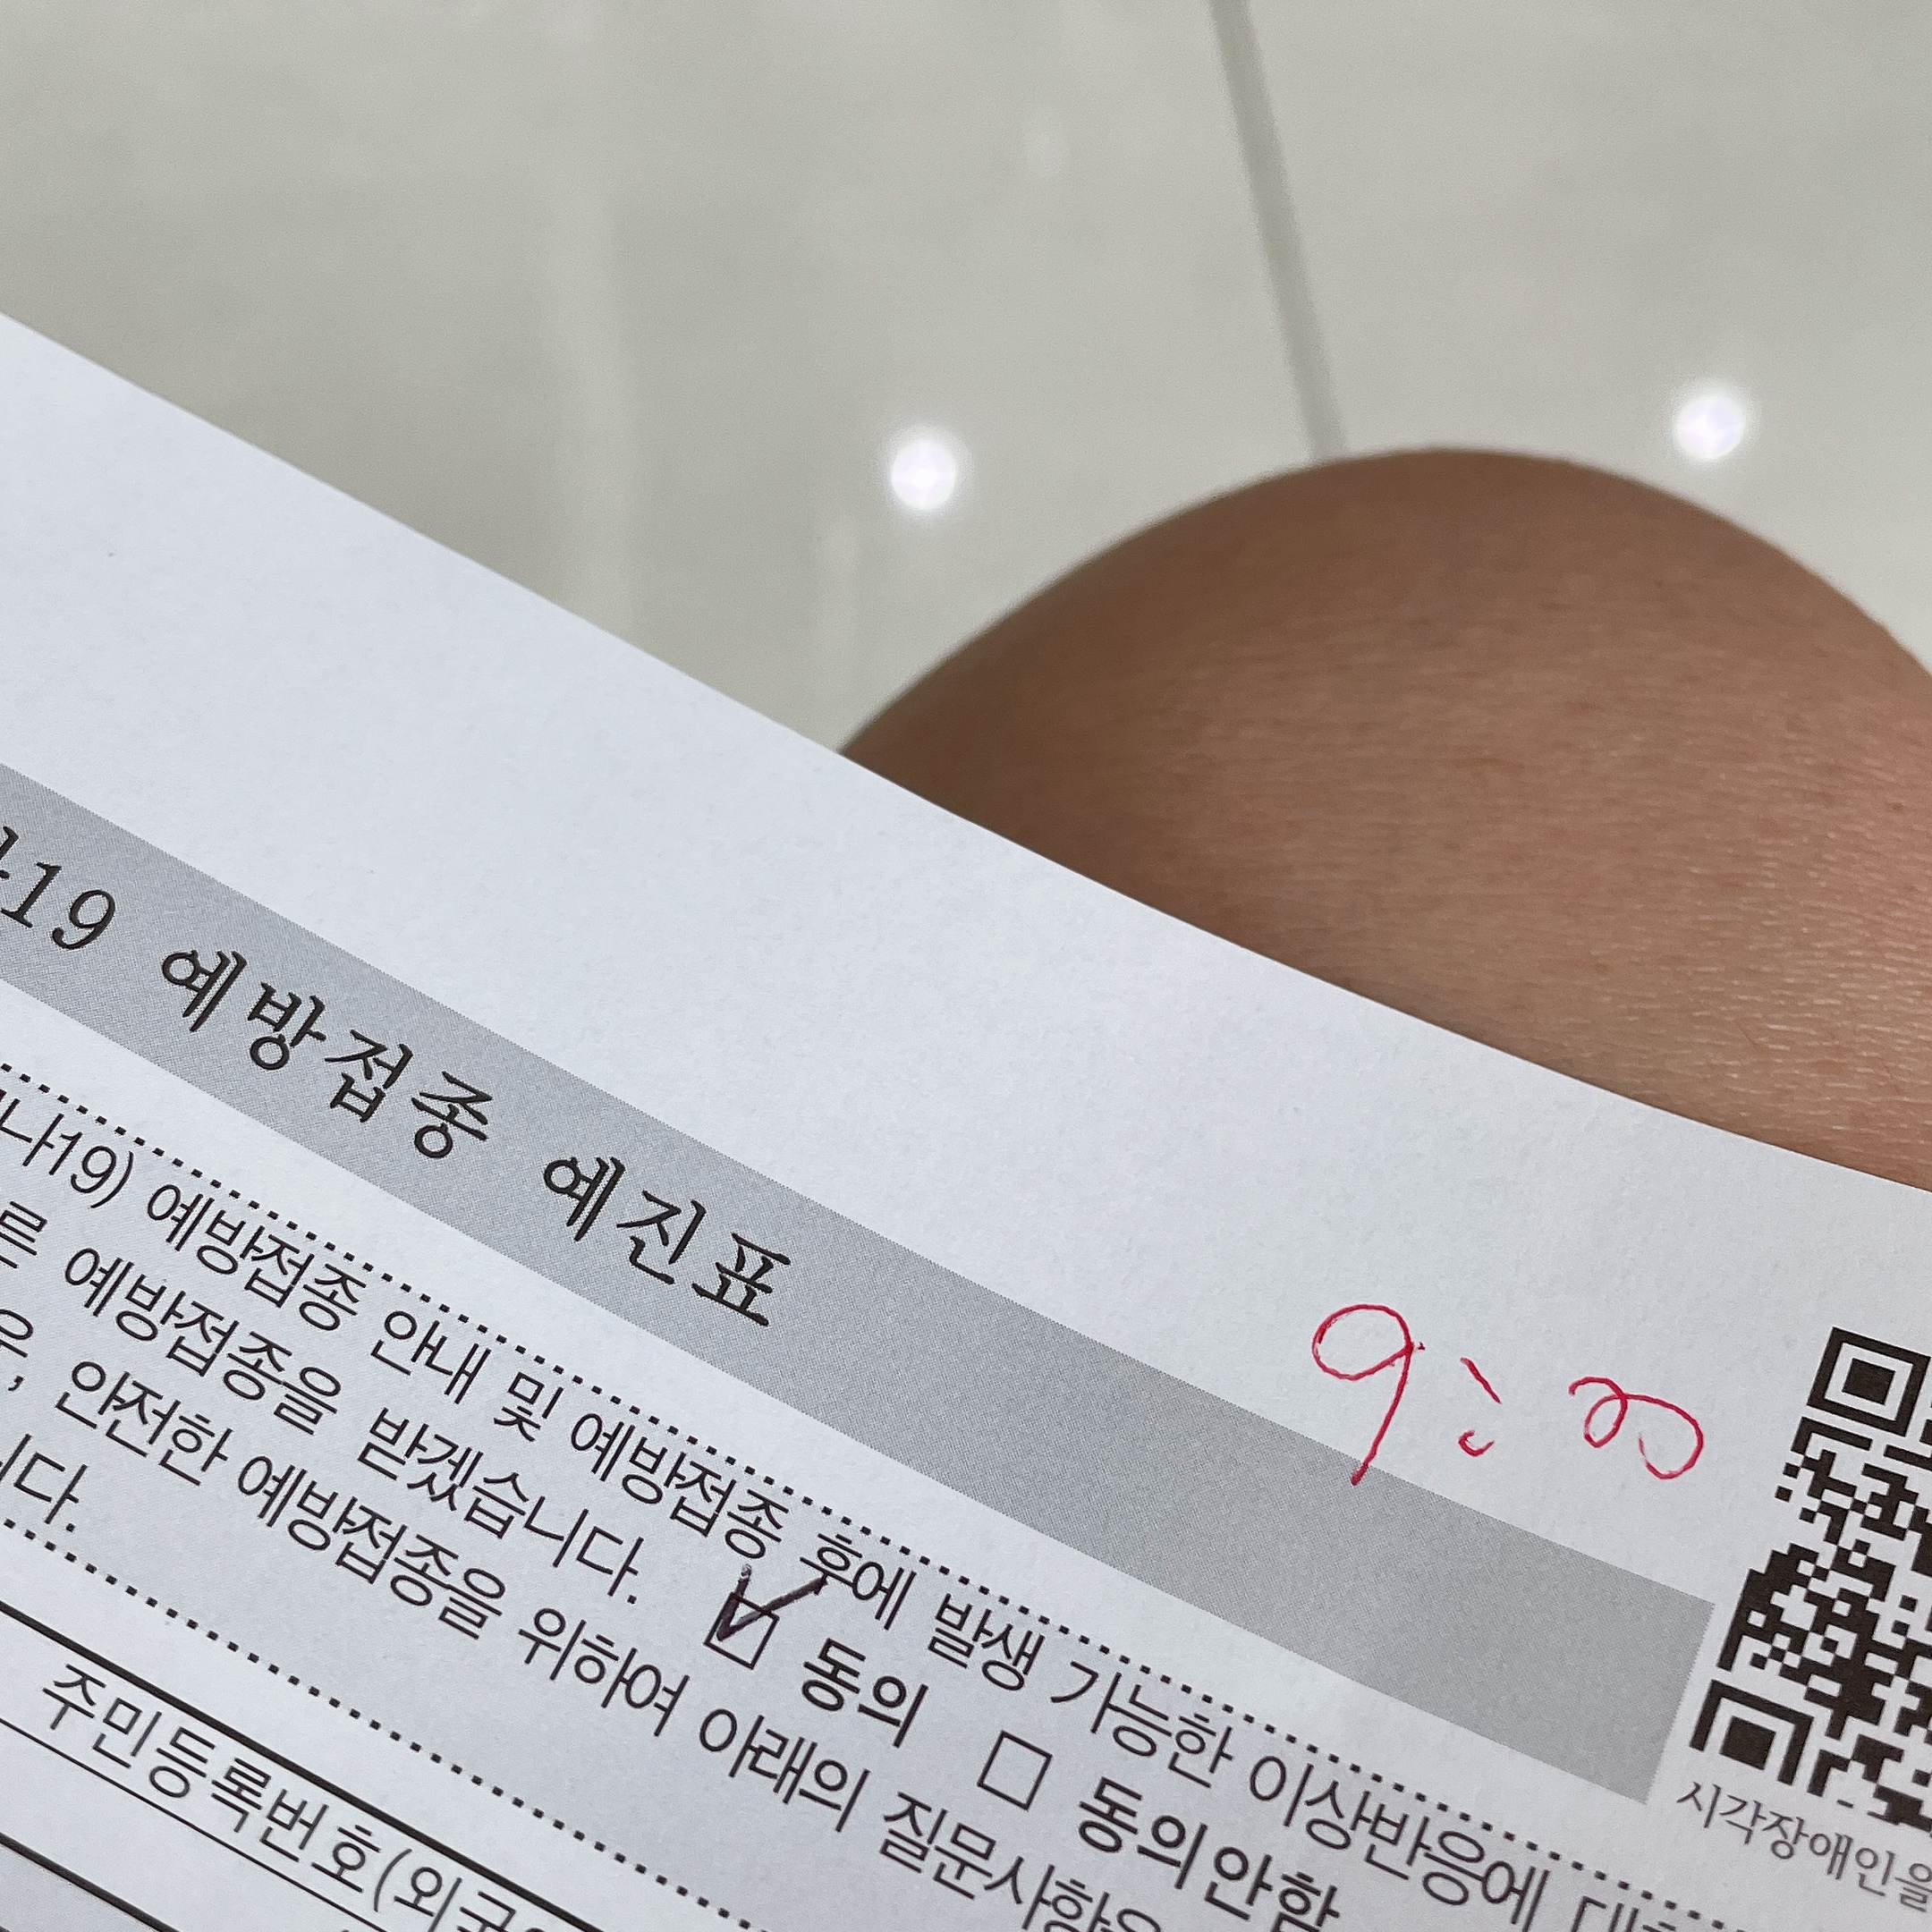 19 예방접종 예진표
9:00
나19) 예방접종 안내 및 예방접종 후에 발생 가능한 이상반응에
른 예방접종을 받겠습니다. ☑ 동의 ☐ 동의안함
, 안전한 예방접종을 위하여 아래의 질문사항을
니다.
주민등록번호(외국
시각장애인을